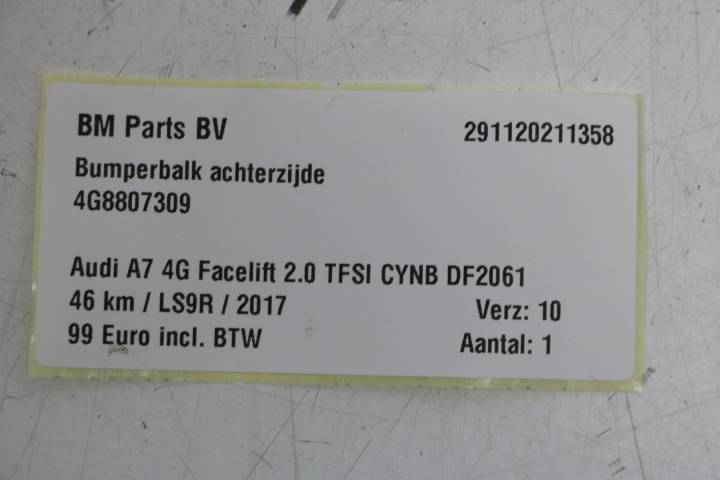 BM Parts BV 291120211358
Bumperbalk achterzijde
4G8807309
Audi A7 4G Facelift 2.0 TFSI CYNB DF2061
46 km / LS9R / 2017 Verz: 10
99 Euro incl. BTW Aantal: 1